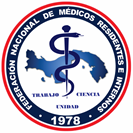 FEDERACIÓN NACIONAL DE MÉDICOS RESIDENTES E INTERNOS
TRABAJO CIENCIA
UNIDAD
• 1978 •